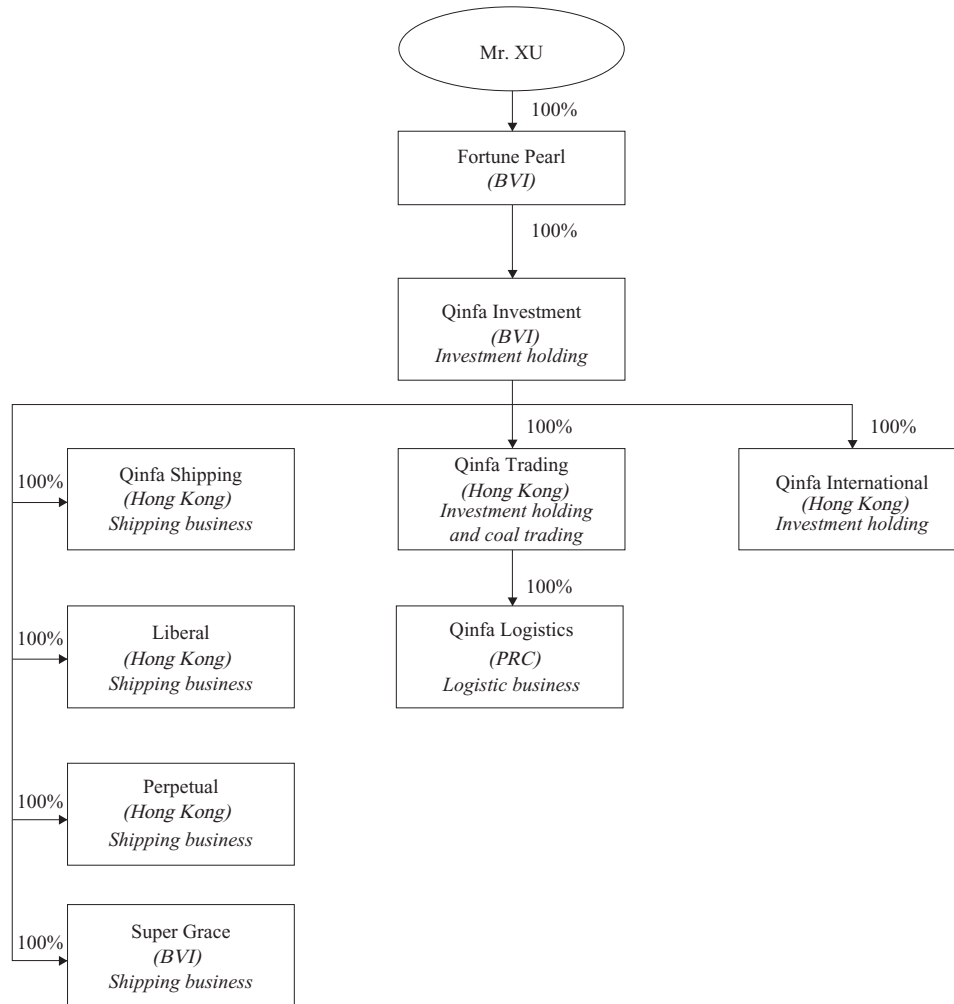 Mr. XU
100%
Fortune Pearl
(BVI)
100%
Qinfa Investment
(BVI)
Investment holding
100%
100%
100%
Qinfa Shipping
(Hong Kong)
Shipping business
Qinfa Trading
(Hong Kong)
Investment holding
and coal trading
Qinfa International
(Hong Kong)
Investment holding
100%
100%
Liberal
(Hong Kong)
Shipping business
Qinfa Logistics
(PRC)
Logistic business
100%
Perpetual
(Hong Kong)
Shipping business
100%
Super Grace
(BVI)
Shipping business